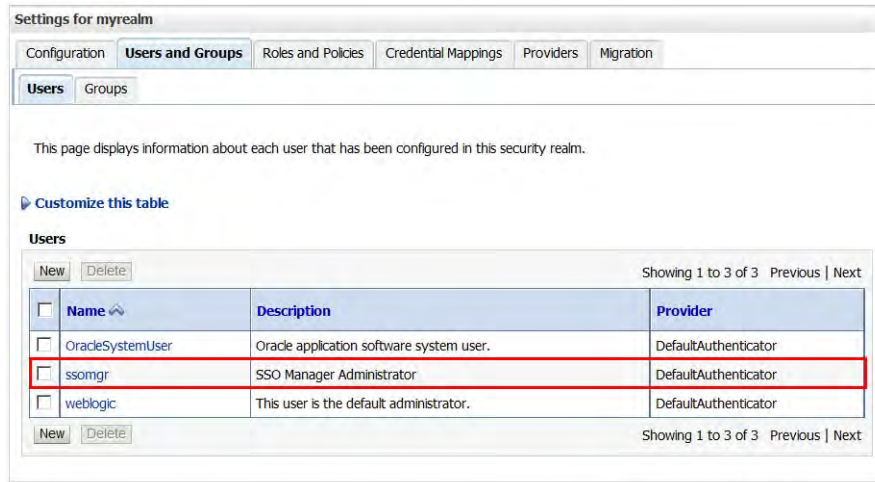 Settings for myrealm
Configuration Users and Groups Roles and Policies Credential Mappings Providers Migration
Users Groups
This page displays information about each user that has been configured in this security realm.
Customize this table
Users
New Delete Showing 1 to 3 of 3 Previous | Next
Name Description Provider
OracleSystemUser Oracle application software system user. DefaultAuthenticator
ssomgr SSO Manager Administrator DefaultAuthenticator
weblogic This user is the default administrator. DefaultAuthenticator
New Delete Showing 1 to 3 of 3 Previous | Next